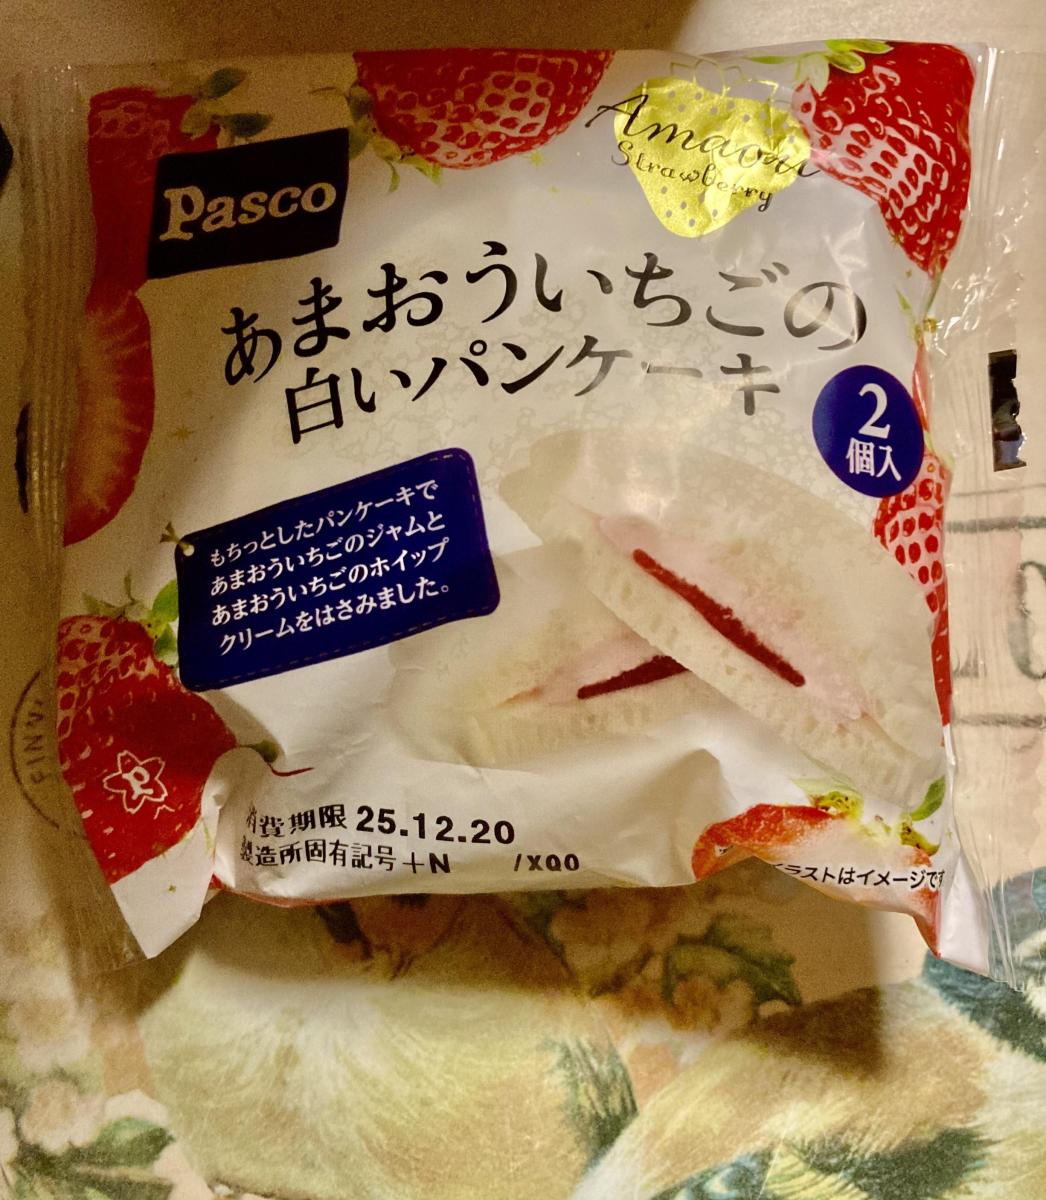 Pasco
Amaou
Strawberry
あまおういちごの
白いパンケーキ
2
個入
もちっとしたパンケーキで
あまおういちごのジャムと
あまおういちごのホイップ
クリームをはさみました。
P
消費期限 25.12.20
製造所固有記号+N /XQ0
イラストはイメージです